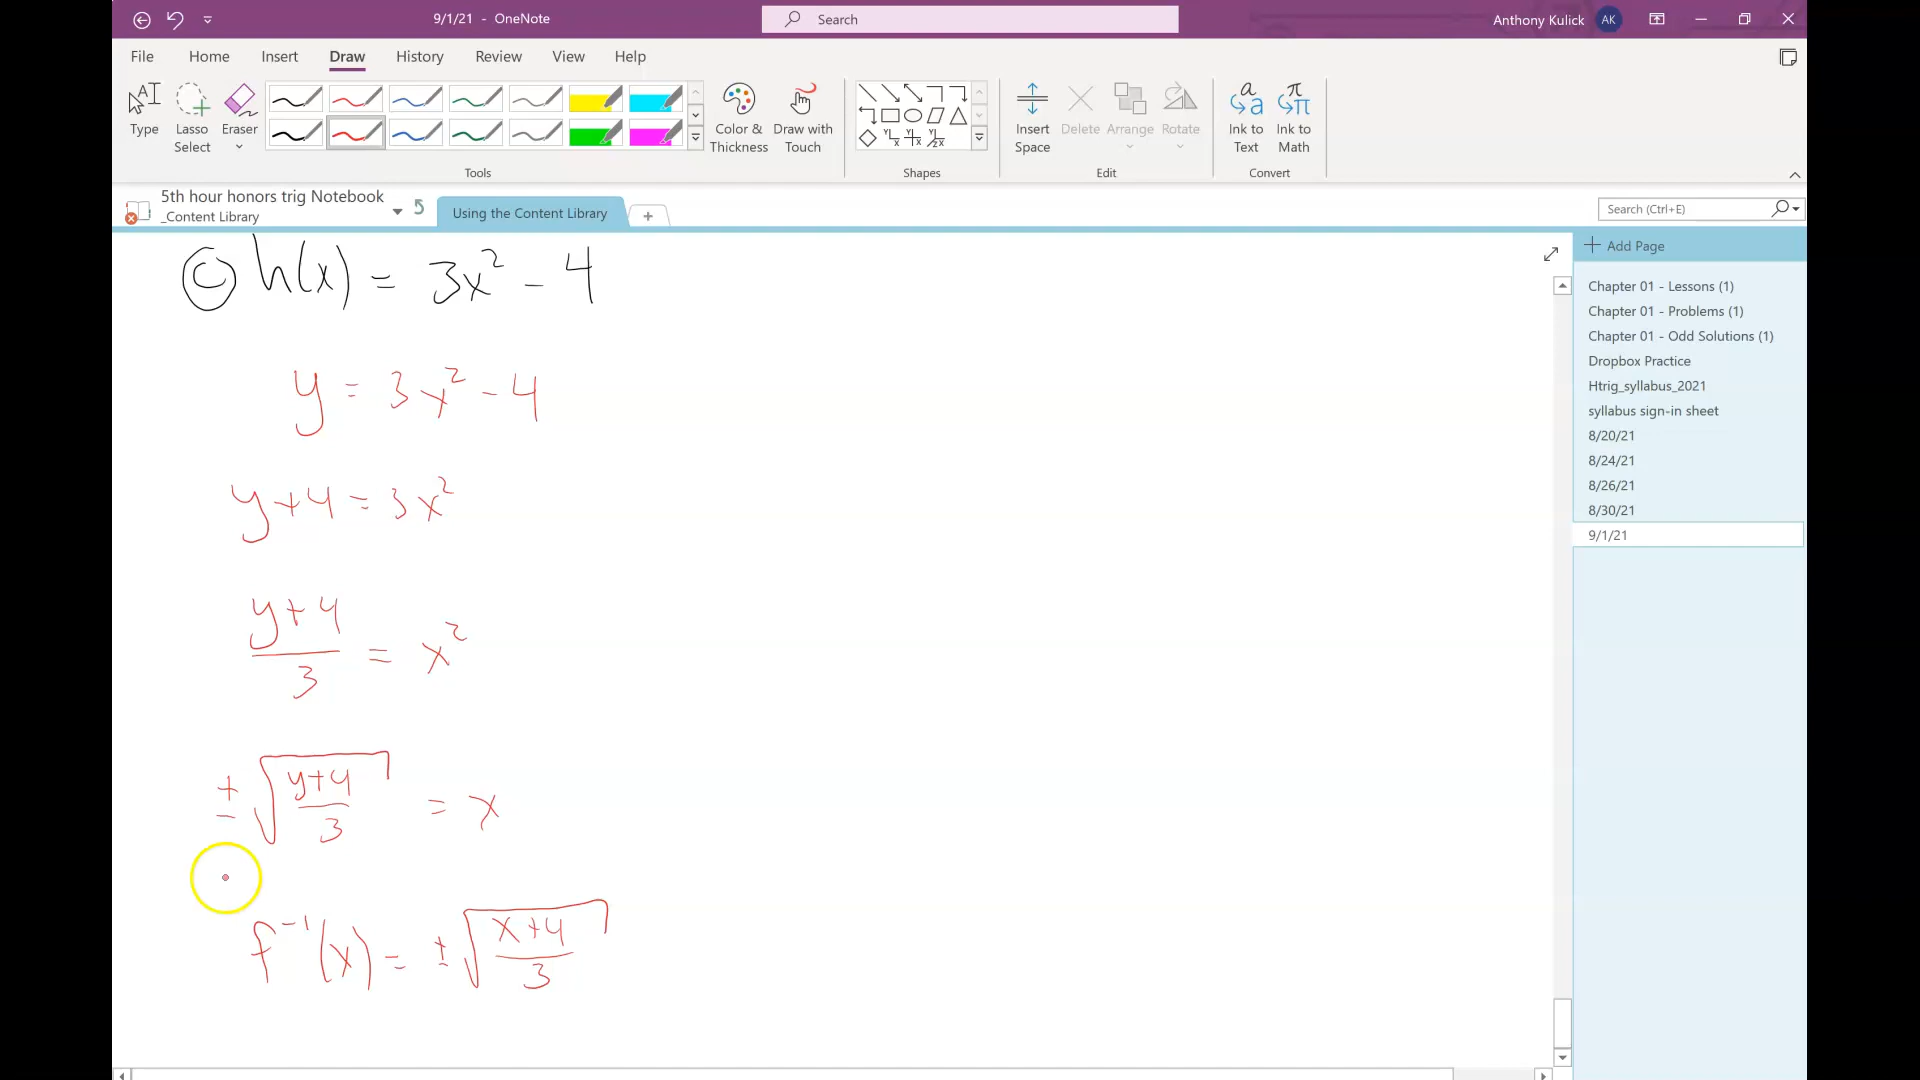 9/1/21 - OneNote
Search
Anthony Kulick AK
File Home Insert Draw History Review View Help
Type
Lasso Select
Eraser
Color & Thickness
Draw with Touch
Insert Space
Delete
Arrange
Rotate
Ink to Text
Ink to Math
Tools
Shapes
Edit
Convert
5th hour honors trig Notebook
_Content Library
Using the Content Library
Search (Ctrl+E)
Add Page
Chapter 01 - Lessons (1)
Chapter 01 - Problems (1)
Chapter 01 - Odd Solutions (1)
Dropbox Practice
Htrig_syllabus_2021
syllabus sign-in sheet
8/20/21
8/24/21
8/26/21
8/30/21
9/1/21
Ⓒ h(x) = 3x² - 4
y = 3x² - 4
y+4 = 3x²
(y+4)/3 = x²
± √((y+4)/3) = x
f⁻¹(x) = ± √((x+4)/3)